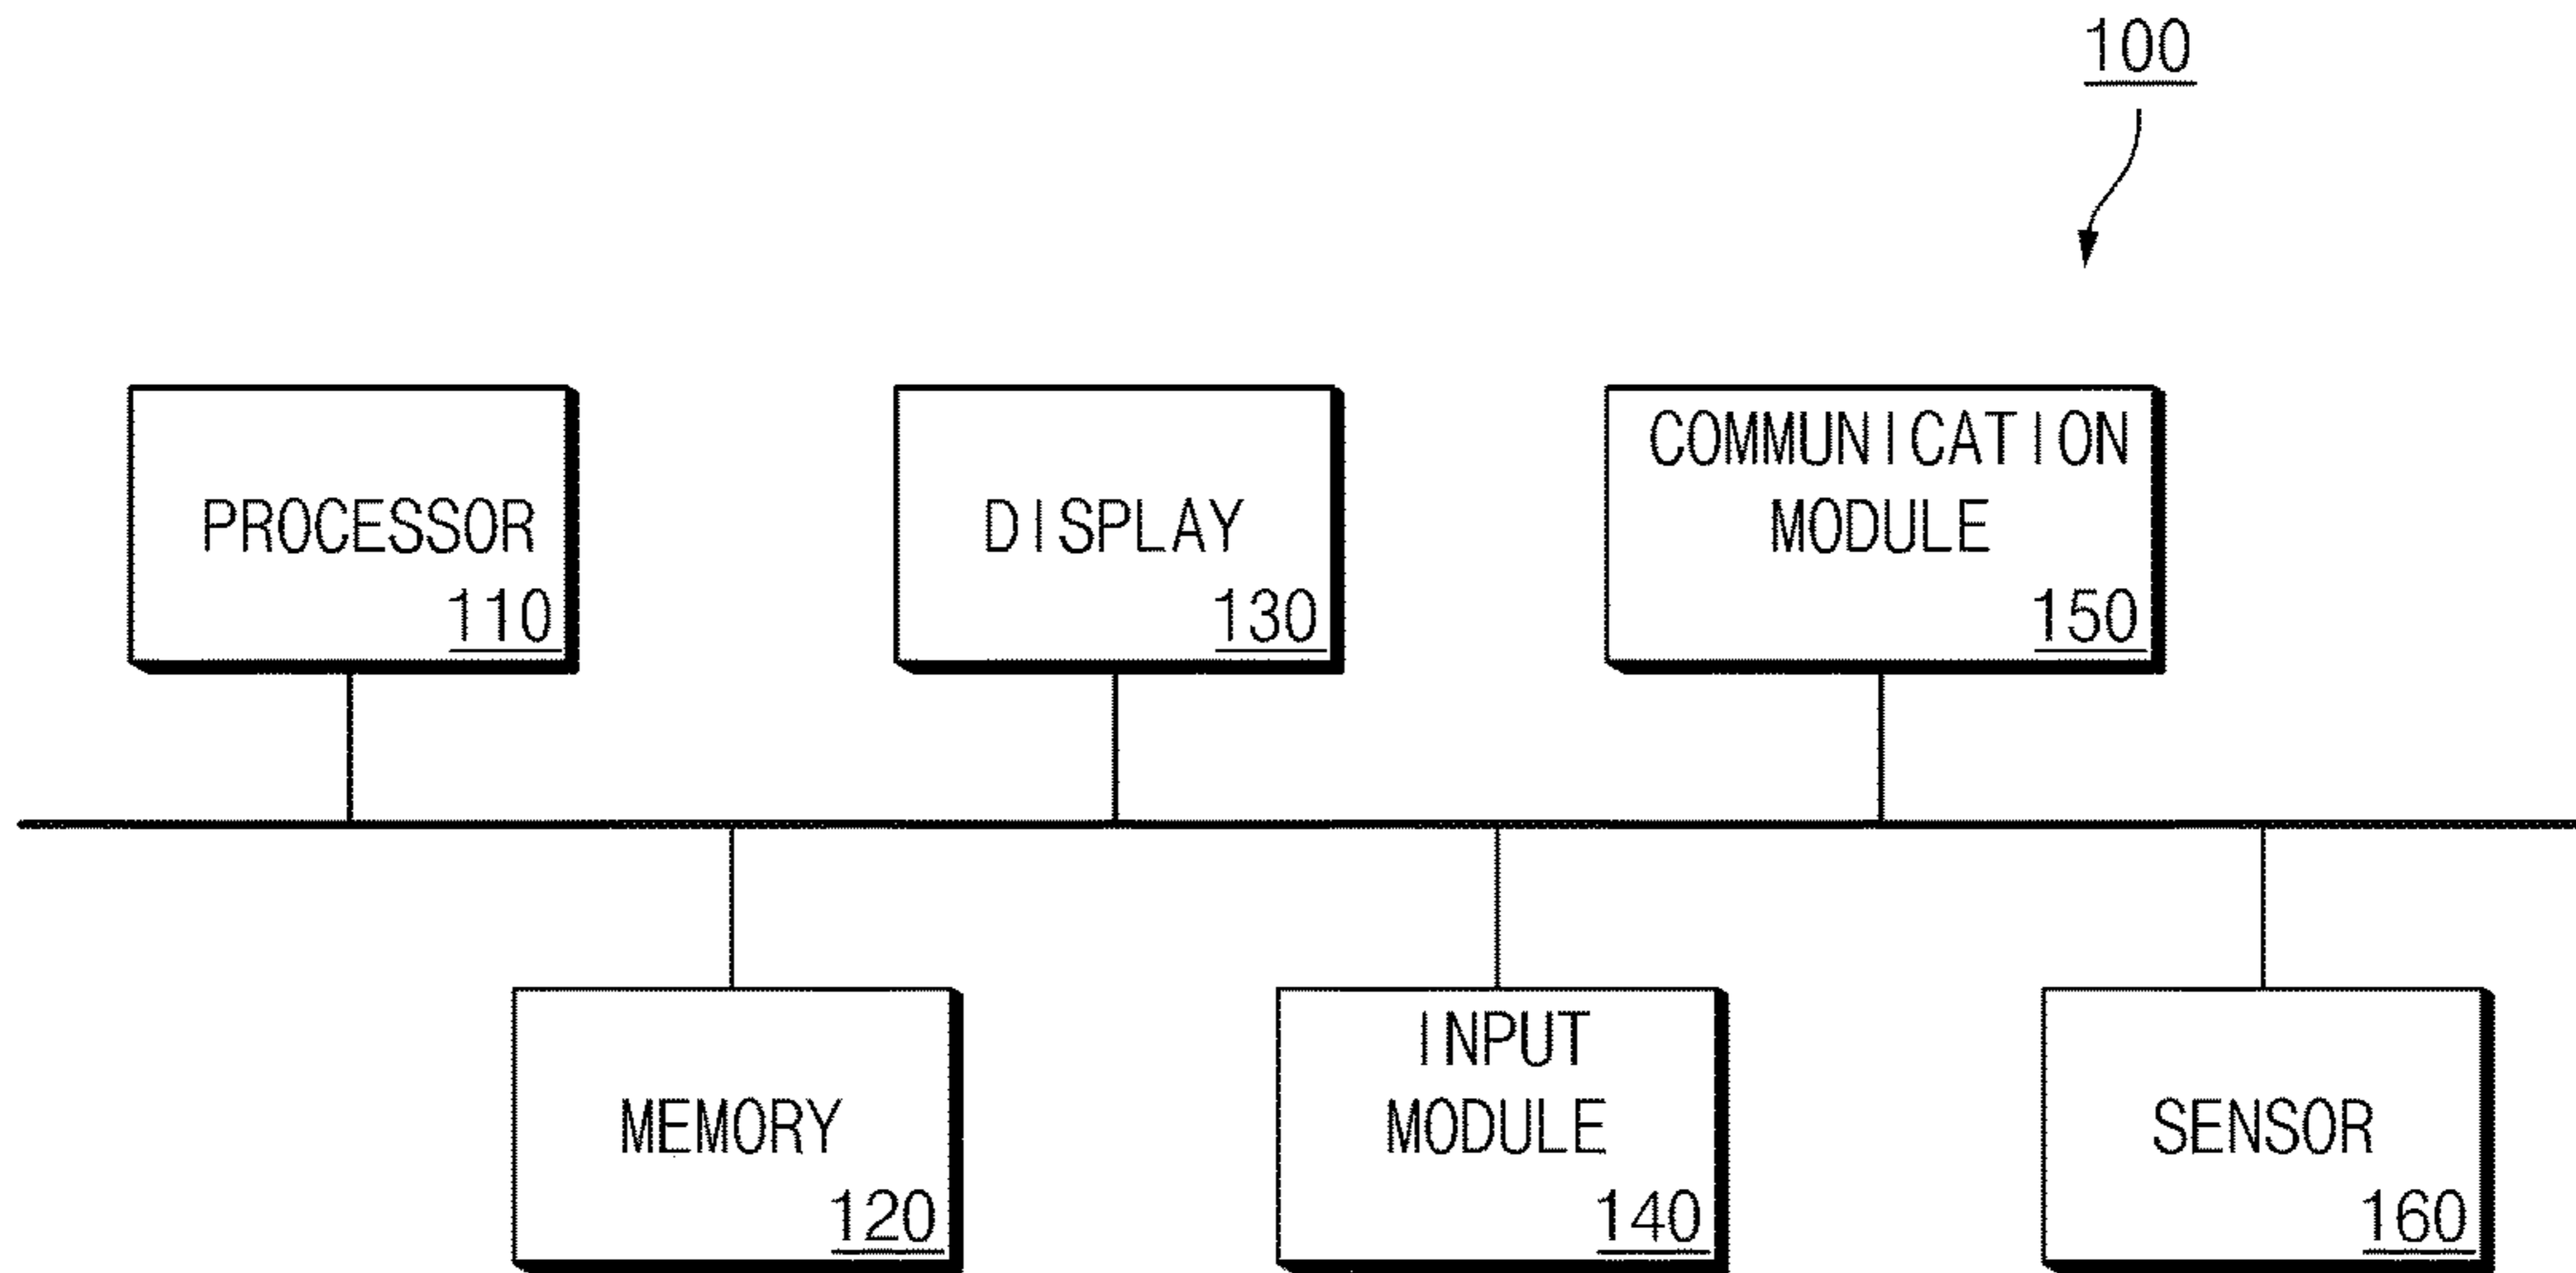 100
PROCESSOR
110
DISPLAY
130
COMMUNICATION
MODULE
150
MEMORY
120
INPUT
MODULE
140
SENSOR
160